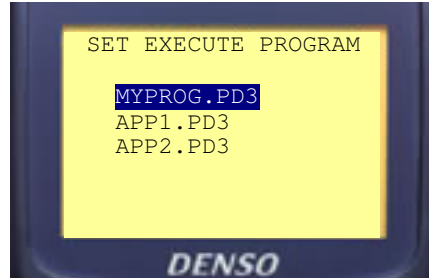 SET EXECUTE PROGRAM
MYPROG.PD3
APP1.PD3
APP2.PD3
DENSO